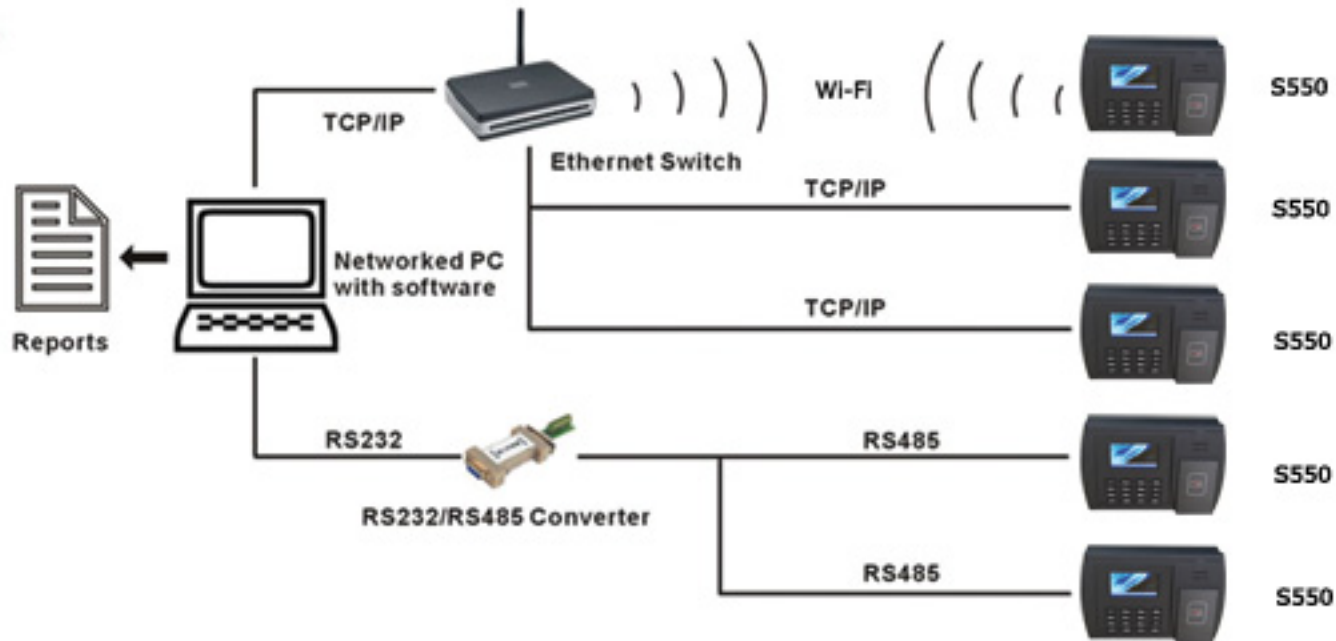 Wi-Fi
S550
TCP/IP
Ethernet Switch
TCP/IP
S550
Networked PC
with software
TCP/IP
Reports
S550
RS232
RS485
S550
RS232/RS485 Converter
RS485
S550